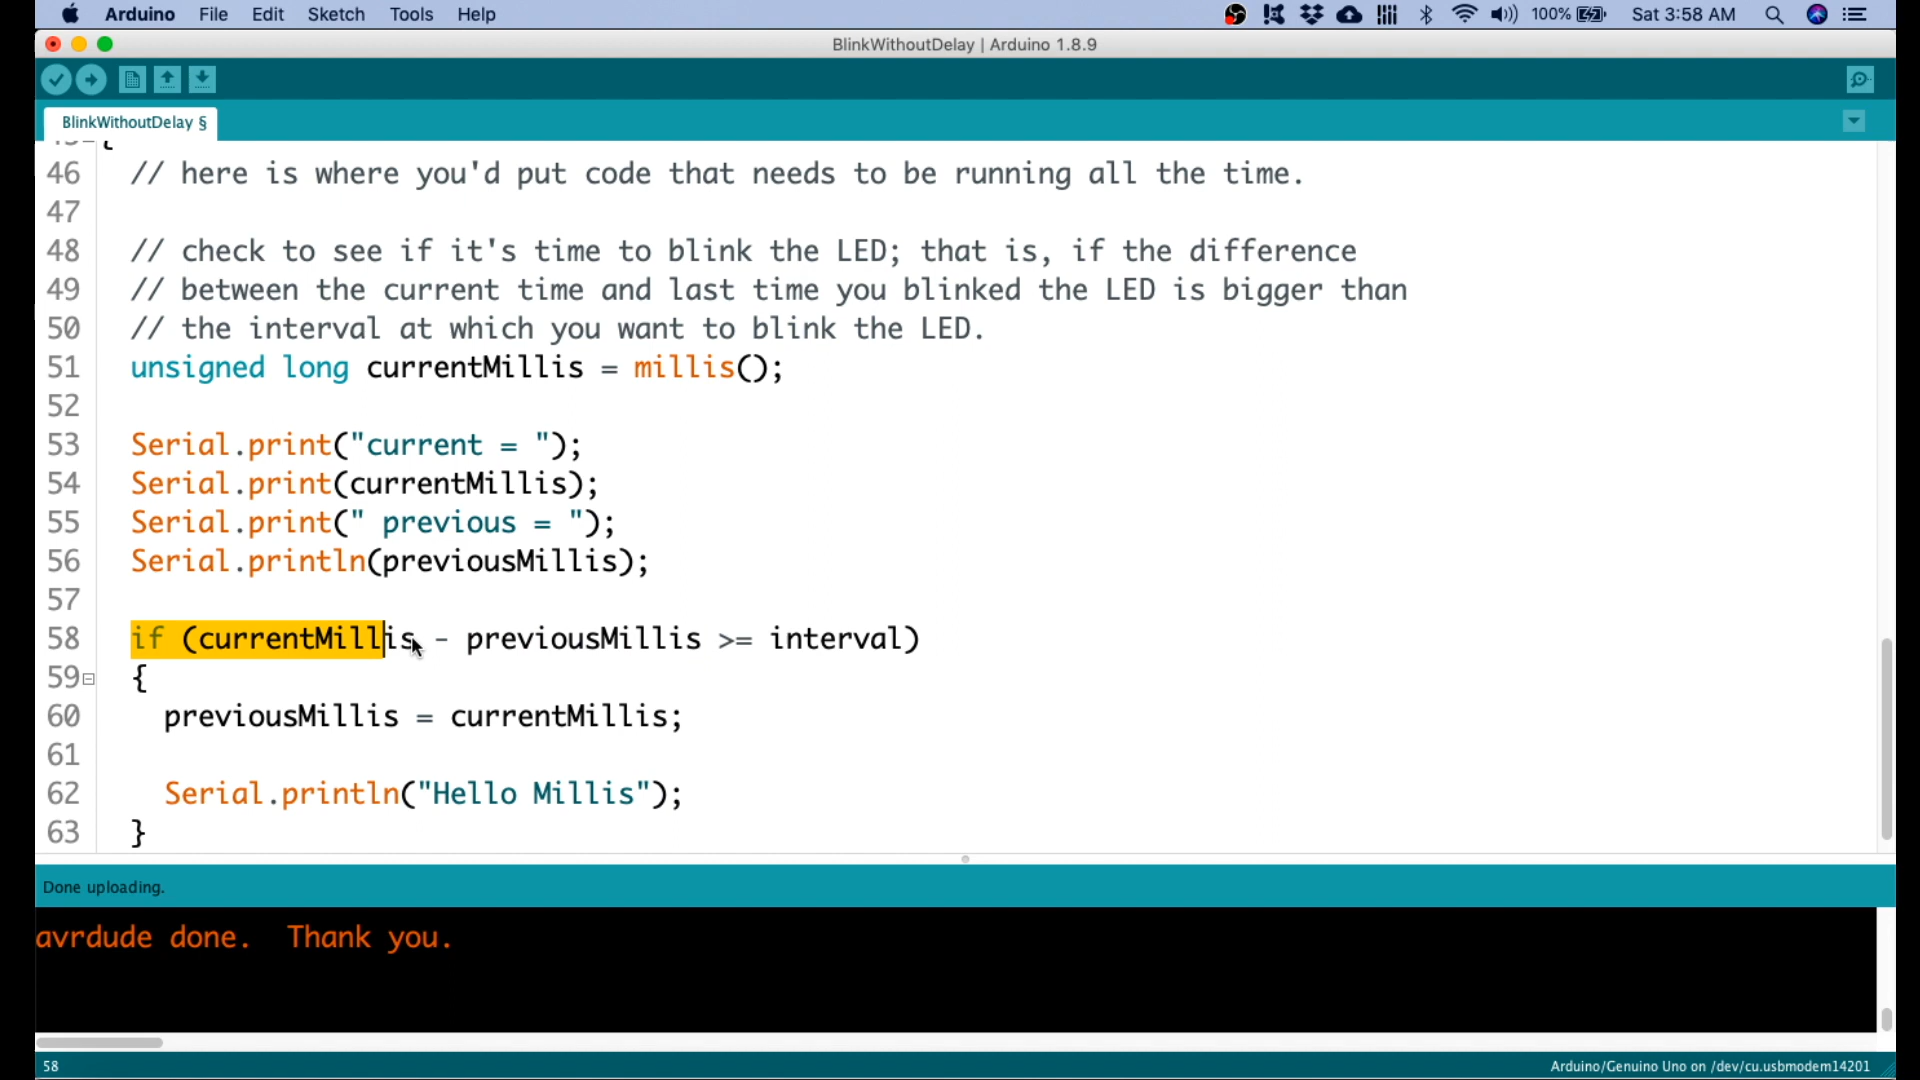 Arduino File Edit Sketch Tools Help 100% Sat 3:58 AM
BlinkWithoutDelay | Arduino 1.8.9
BlinkWithoutDelay §
46 // here is where you'd put code that needs to be running all the time.
47
48 // check to see if it's time to blink the LED; that is, if the difference
49 // between the current time and last time you blinked the LED is bigger than
50 // the interval at which you want to blink the LED.
51 unsigned long currentMillis = millis();
52
53 Serial.print("current = ");
54 Serial.print(currentMillis);
55 Serial.print(" previous = ");
56 Serial.println(previousMillis);
57
58 if (currentMillis - previousMillis >= interval)
59 {
60 previousMillis = currentMillis;
61
62 Serial.println("Hello Millis");
63 }
Done uploading.
avrdude done.  Thank you.
58 Arduino/Genuino Uno on /dev/cu.usbmodem14201